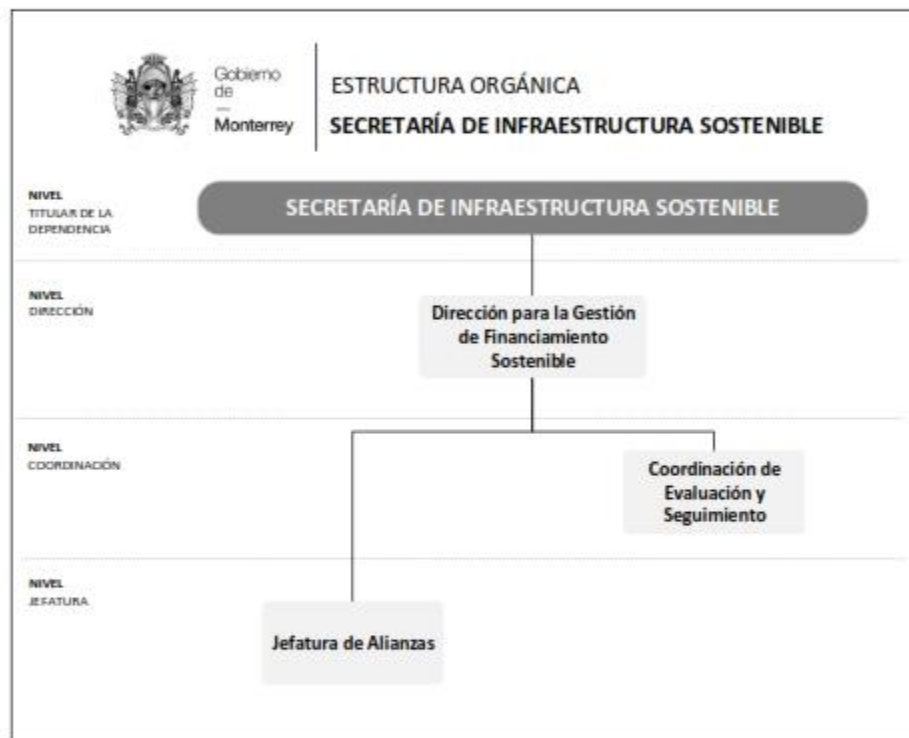 Gobierno
de
—
Monterrey
ESTRUCTURA ORGÁNICA
SECRETARÍA DE INFRAESTRUCTURA SOSTENIBLE
NIVEL
TITULAR DE LA
DEPENDENCIA
SECRETARÍA DE INFRAESTRUCTURA SOSTENIBLE
NIVEL
DIRECCIÓN
Dirección para la Gestión
de Financiamiento
Sostenible
NIVEL
COORDINACIÓN
Coordinación de
Evaluación y
Seguimiento
NIVEL
JEFATURA
Jefatura de Alianzas